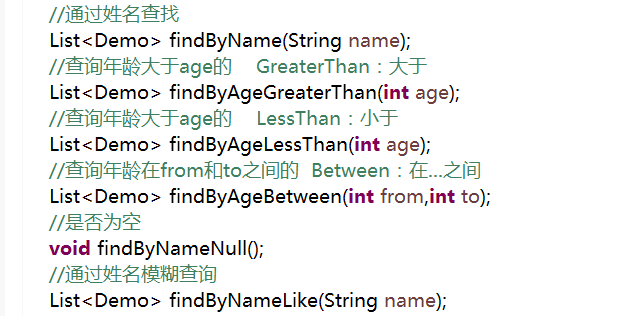 //通过姓名查找
List<Demo> findByName(String name);
//查询年龄大于age的    GreaterThan：大于
List<Demo> findByAgeGreaterThan(int age);
//查询年龄大于age的    LessThan：小于
List<Demo> findByAgeLessThan(int age);
//查询年龄在from和to之间的  Between：在...之间
List<Demo> findByAgeBetween(int from,int to);
//是否为空
void findByNameNull();
//通过姓名模糊查询
List<Demo> findByNameLike(String name);